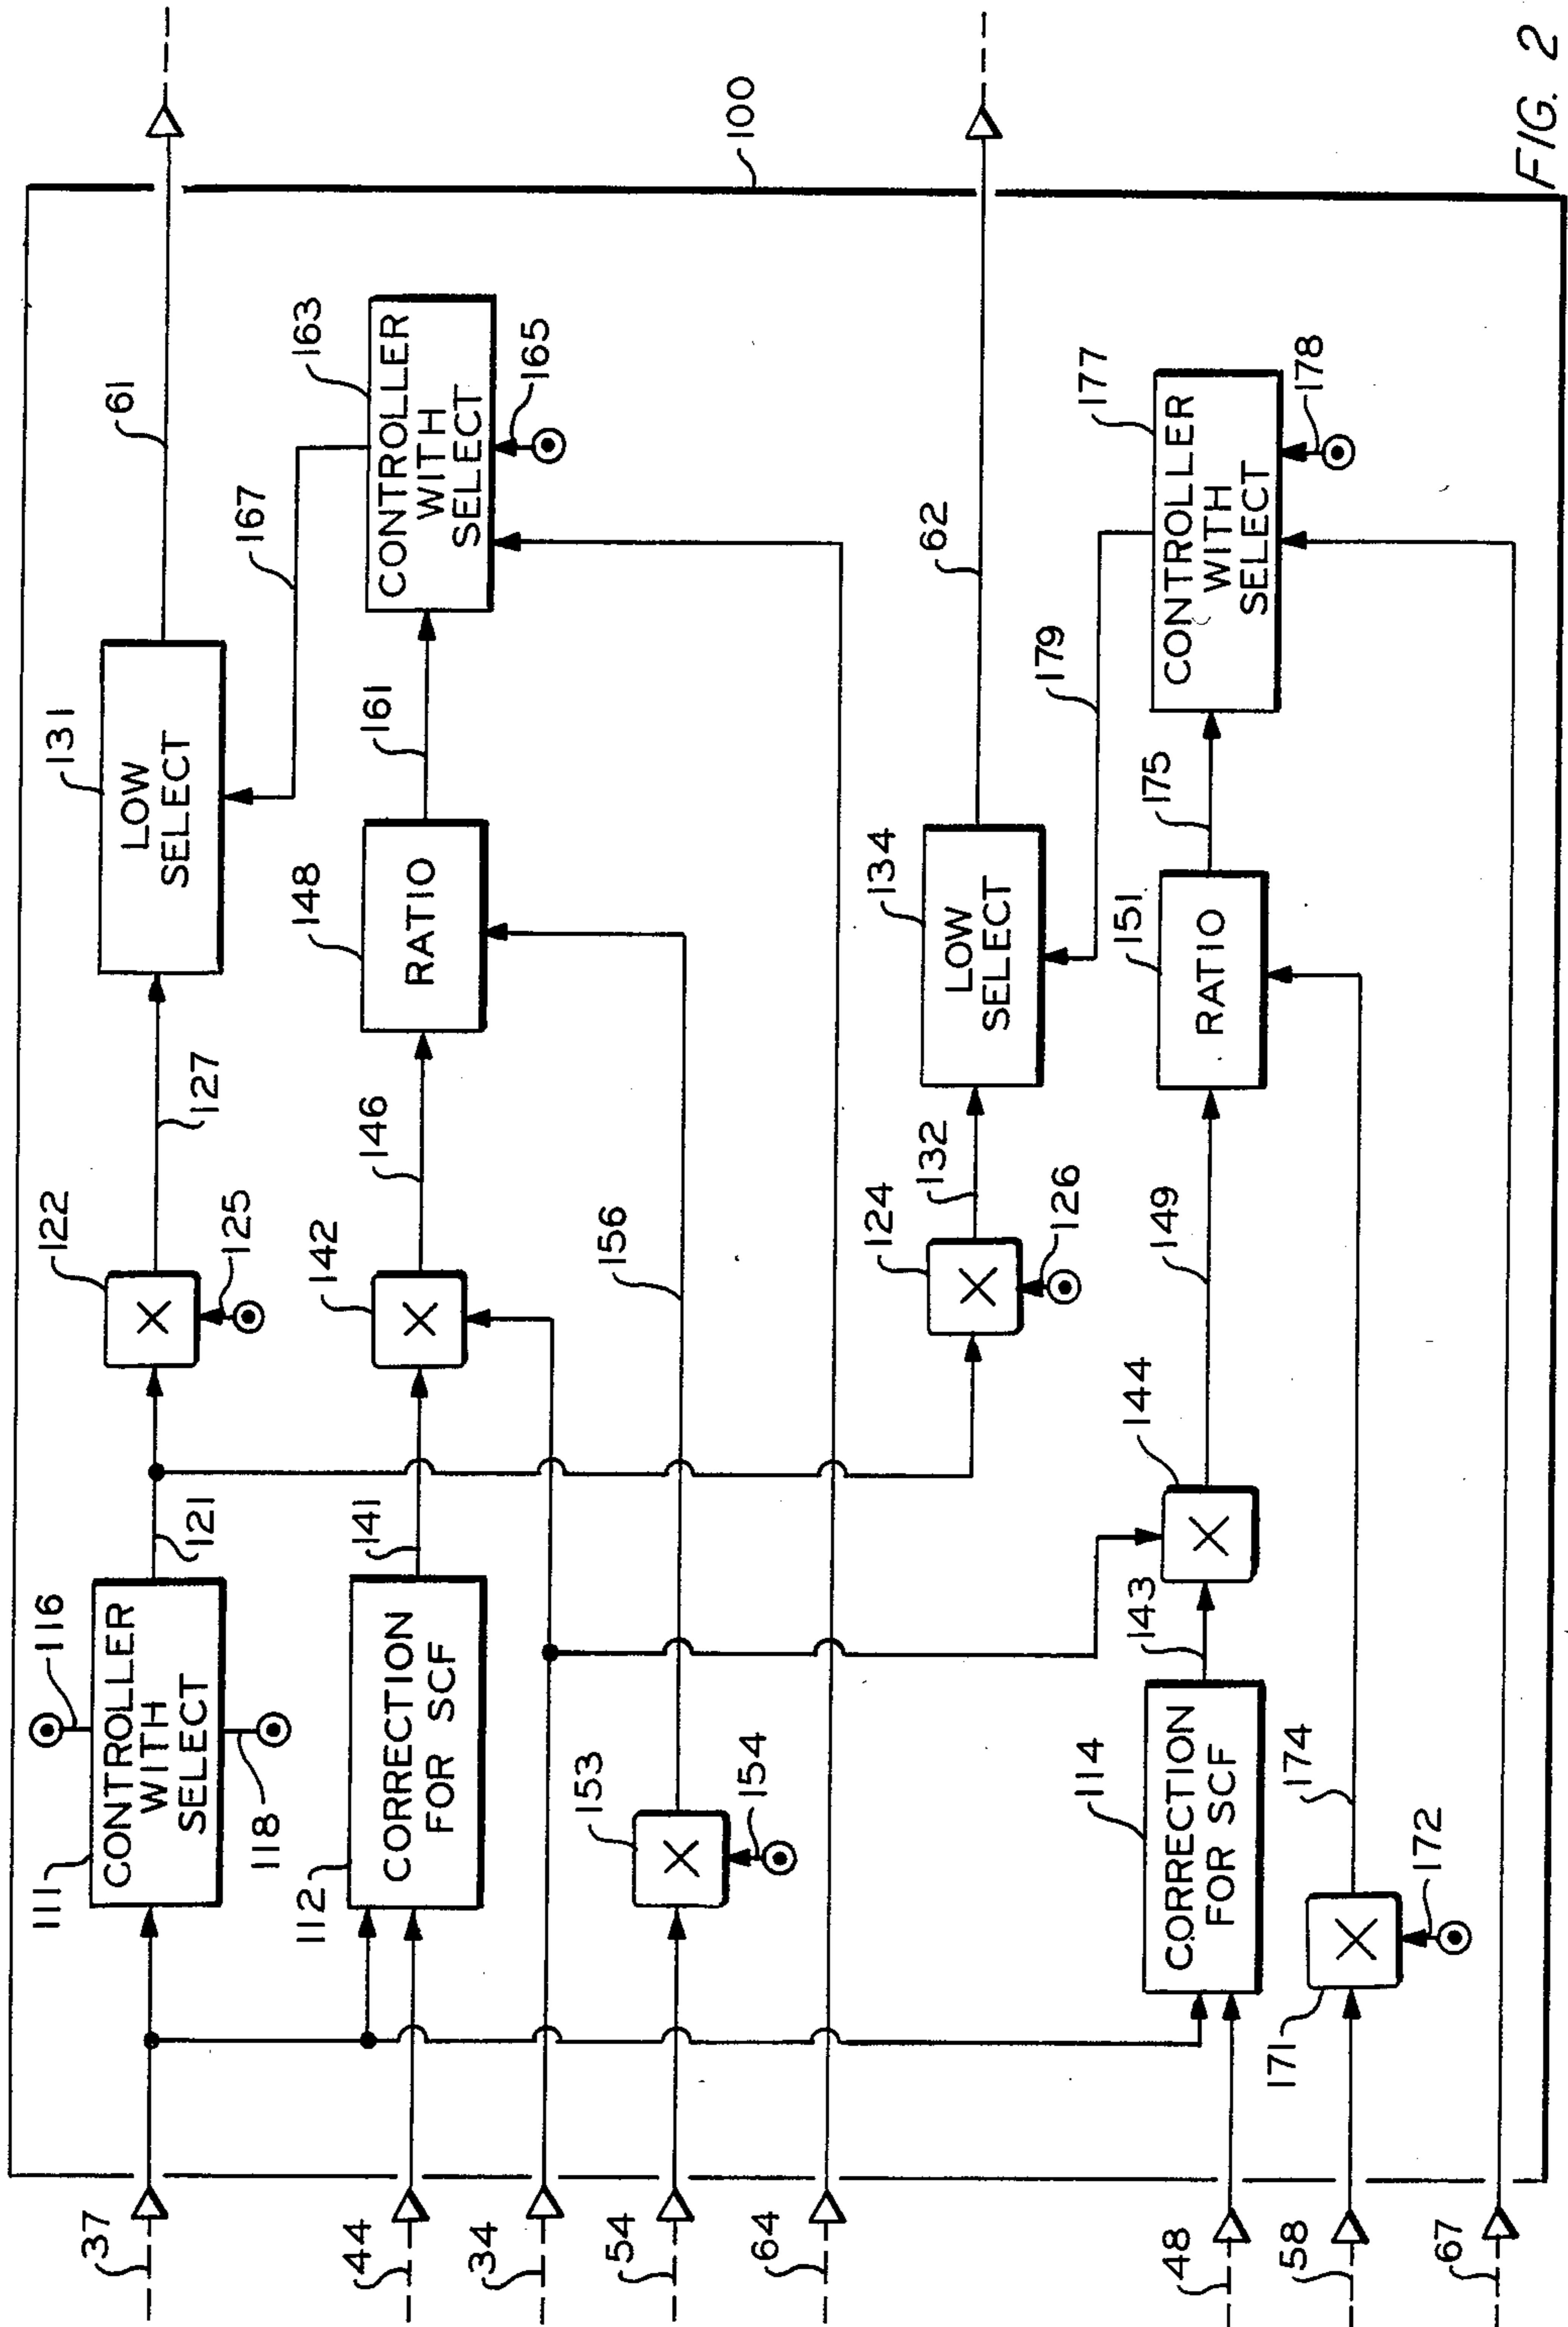 116
111
CONTROLLER
WITH
SELECT
118
121
122
125
127
131
LOW
SELECT
61
37
112
CORRECTION
FOR SCF
141
142
146
148
RATIO
161
163
CONTROLLER
WITH
SELECT
165
167
44
34
54
153
154
156
64
100
124
126
132
134
LOW
SELECT
62
179
114
CORRECTION
FOR SCF
143
144
149
151
RATIO
175
177
CONTROLLER
WITH
SELECT
178
48
171
172
174
58
67
FIG. 2